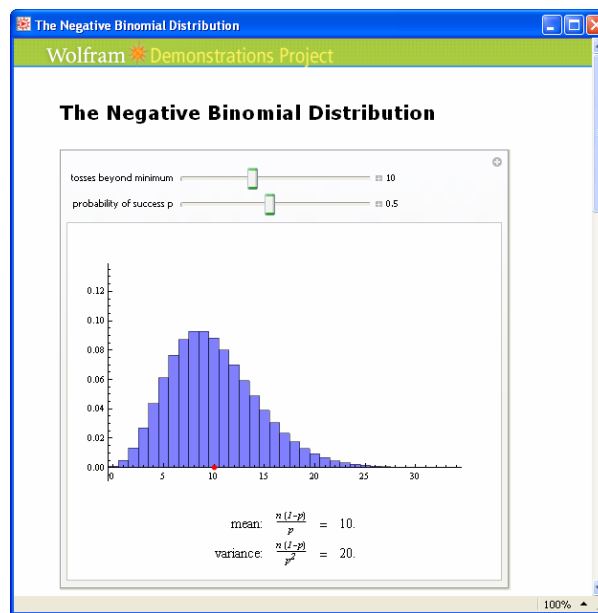 The Negative Binomial Distribution
Wolfram Demonstrations Project
The Negative Binomial Distribution
tosses beyond minimum 10
probability of success p 0.5
0.12
0.10
0.08
0.06
0.04
0.02
0.00
0 5 10 15 20 25 30
mean: n (1-p) / p = 10.
variance: n (1-p) / p² = 20.
100%